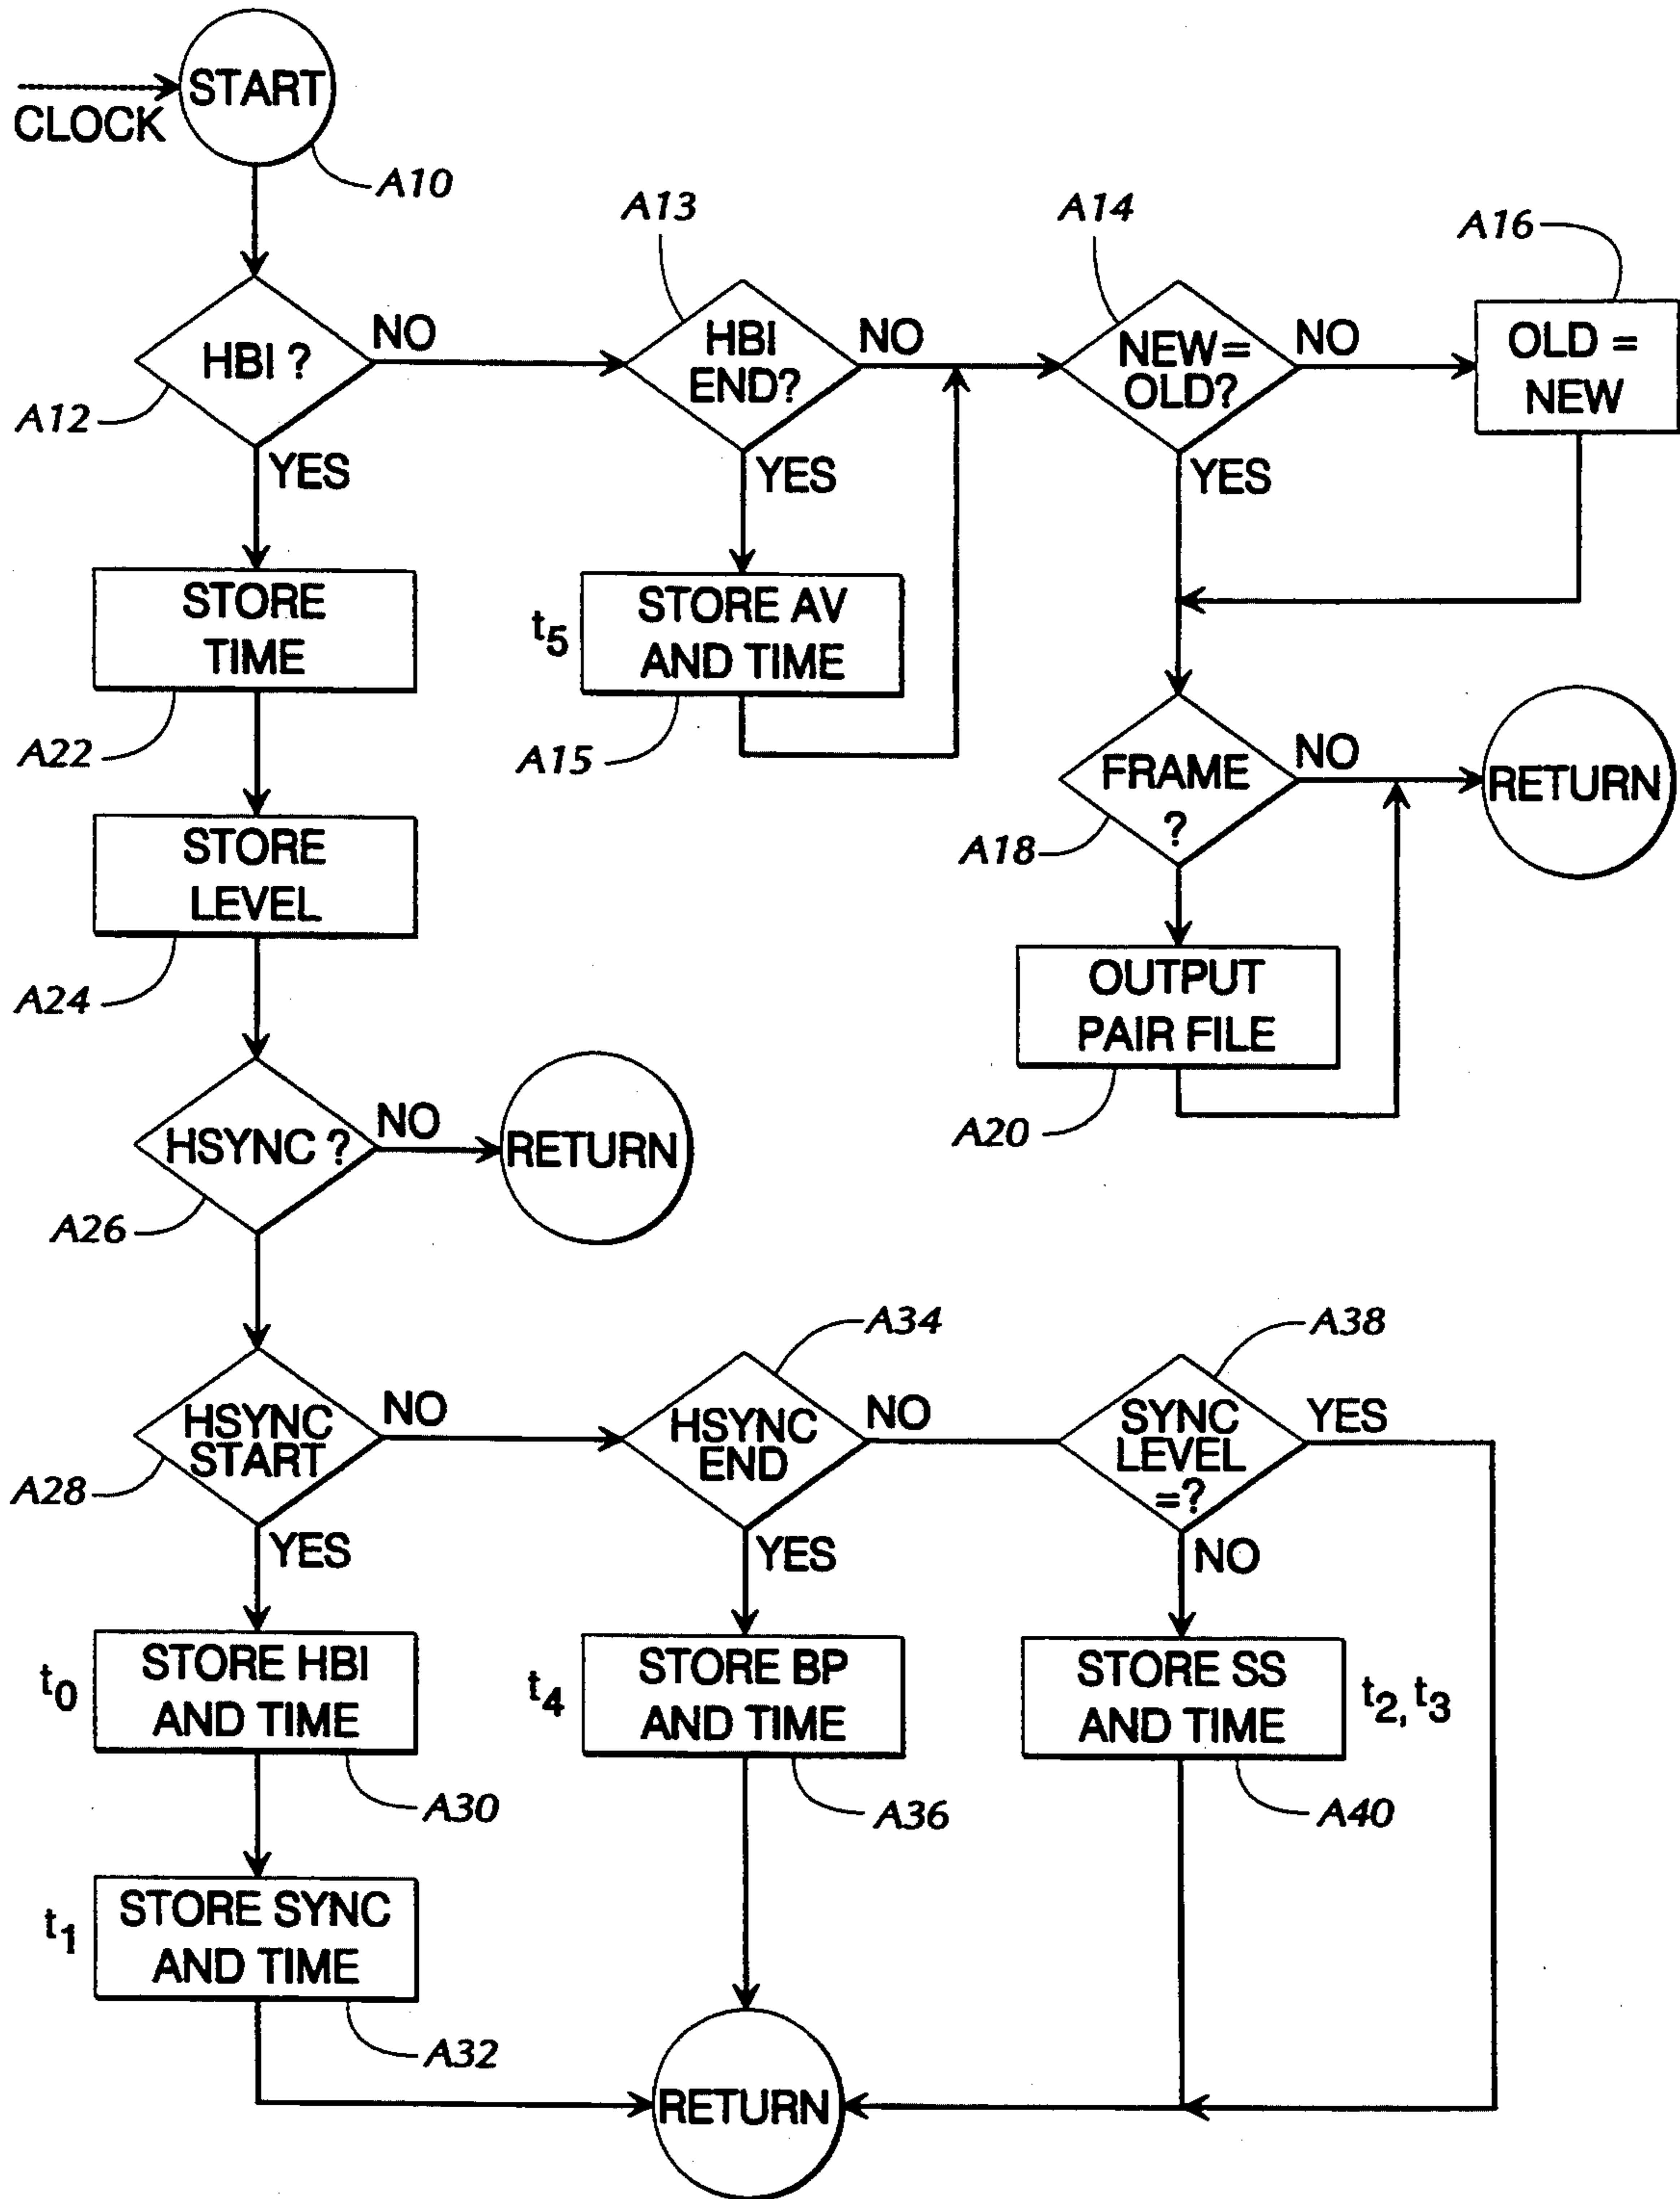 START
CLOCK
A10
A13
A14
A16
HBI ?
NO
HBI
END?
NO
NEW=
OLD?
NO
OLD =
NEW
A12
YES
YES
YES
STORE
TIME
t5
STORE AV
AND TIME
A22
A15
FRAME
?
NO
RETURN
A18
STORE
LEVEL
A24
OUTPUT
PAIR FILE
A20
HSYNC ?
NO
RETURN
A26
A34
A38
HSYNC
START
NO
HSYNC
END
NO
SYNC
LEVEL
=?
YES
A28
YES
YES
NO
t0
STORE HBI
AND TIME
t4
STORE BP
AND TIME
STORE SS
AND TIME
t2, t3
A30
A36
A40
t1
STORE SYNC
AND TIME
A32
RETURN